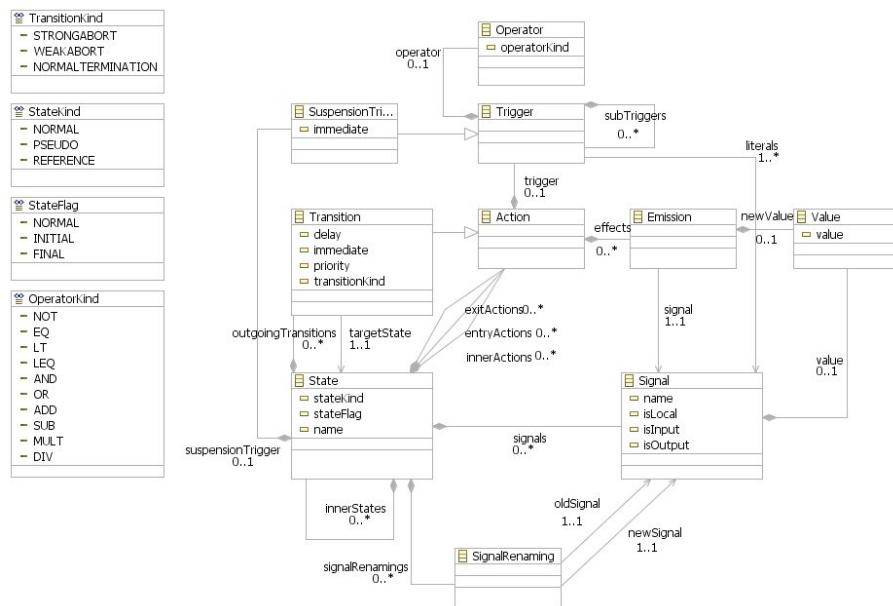 TransitionKind
STRONGABORT
WEAKABORT
NORMALTERMINATION
StateKind
NORMAL
PSEUDO
REFERENCE
StateFlag
NORMAL
INITIAL
FINAL
OperatorKind
NOT
EQ
LT
LEQ
AND
OR
ADD
SUB
MULT
DIV
Operator
operatorKind
operator
0..1
SuspensionTri...
immediate
Trigger
subTriggers
0..*
literals
1..*
trigger
0..1
Transition
delay
immediate
priority
transitionKind
Action
effects
0..*
Emission
newValue
0..1
Value
value
exitActions0..*
entryActions 0..*
innerActions 0..*
signal
1..1
outgoingTransitions
0..*
targetState
1..1
value
0..1
State
stateKind
stateFlag
name
Signal
name
isLocal
isInput
isOutput
signals
0..*
suspensionTrigger
0..1
innerStates
0..*
oldSignal
1..1
newSignal
1..1
signalRenamings
0..*
SignalRenaming